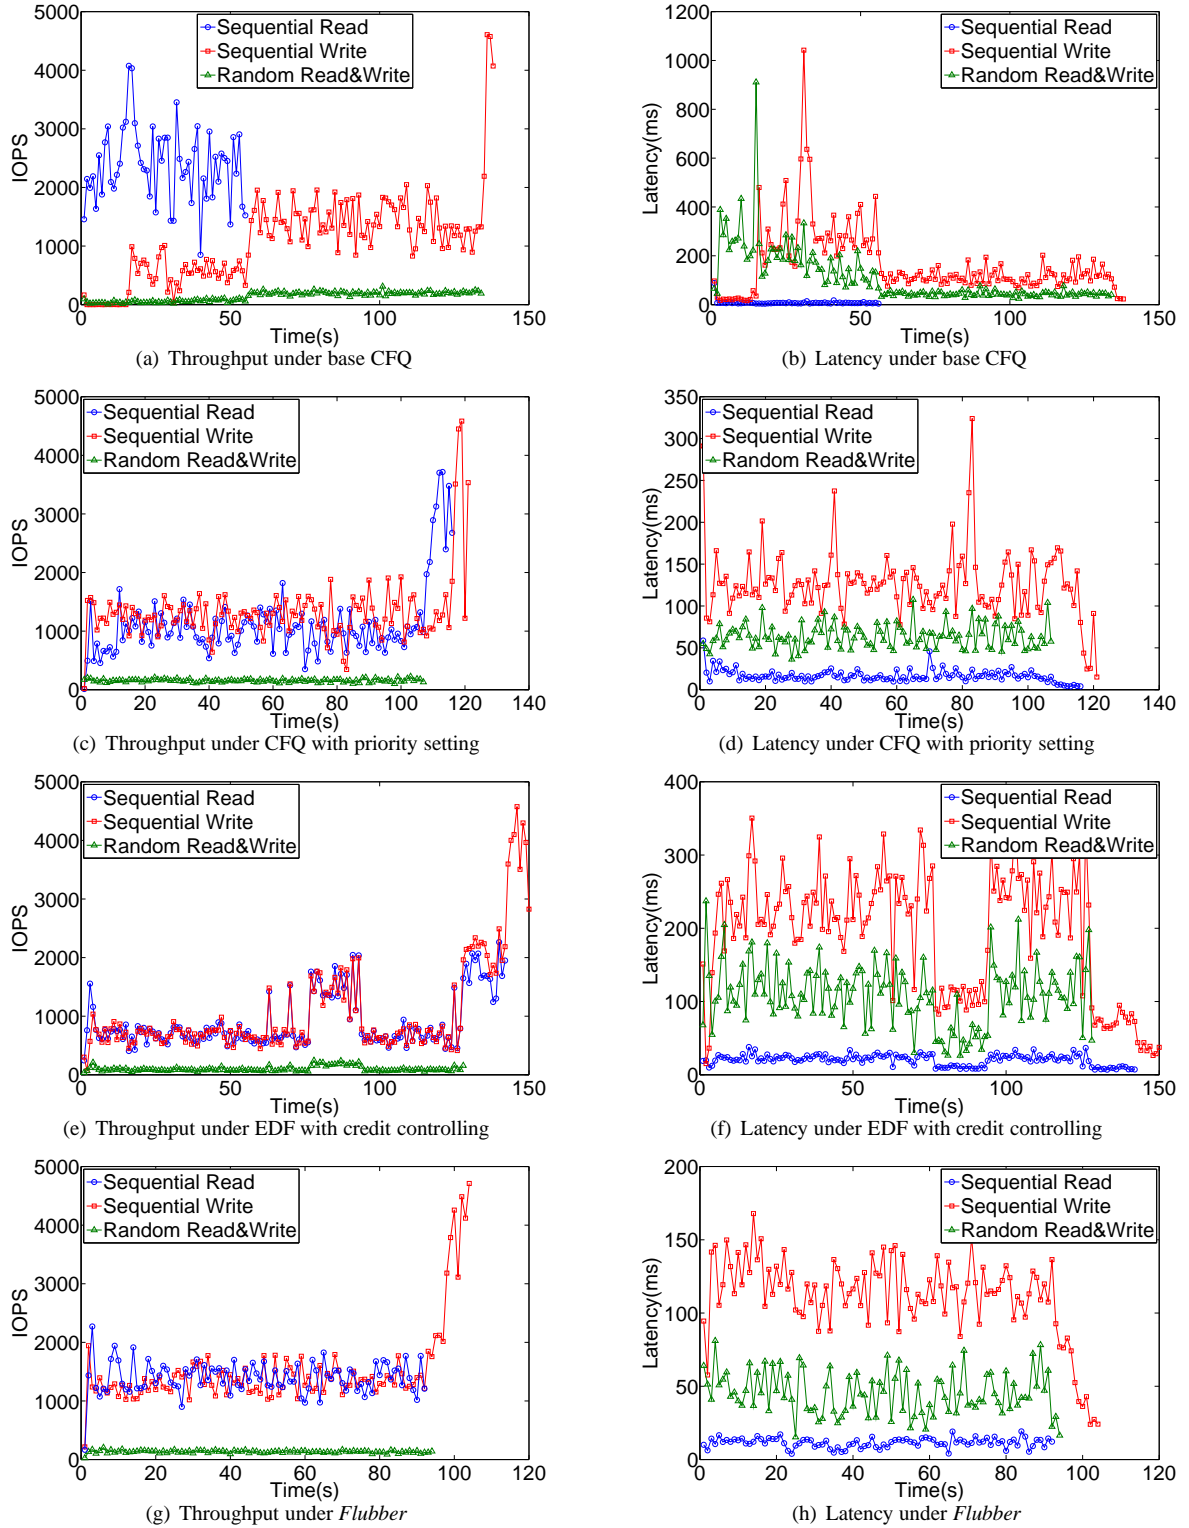 5000
4000
3000
2000
1000
0
IOPS
Sequential Read
Sequential Write
Random Read&Write
0 50 100 150
Time(s)
(a) Throughput under base CFQ
1200
1000
800
600
400
200
0
Latency(ms)
Sequential Read
Sequential Write
Random Read&Write
0 50 100 150
Time(s)
(b) Latency under base CFQ
5000
4000
3000
2000
1000
0
IOPS
Sequential Read
Sequential Write
Random Read&Write
0 20 40 60 80 100 120 140
Time(s)
(c) Throughput under CFQ with priority setting
350
300
250
200
150
100
50
0
Latency(ms)
Sequential Read
Sequential Write
Random Read&Write
0 20 40 60 80 100 120 140
Time(s)
(d) Latency under CFQ with priority setting
5000
4000
3000
2000
1000
0
IOPS
Sequential Read
Sequential Write
Random Read&Write
0 50 100 150
Time(s)
(e) Throughput under EDF with credit controlling
400
300
200
100
0
Latency(ms)
Sequential Read
Sequential Write
Random Read&Write
0 50 100 150
Time(s)
(f) Latency under EDF with credit controlling
5000
4000
3000
2000
1000
0
IOPS
Sequential Read
Sequential Write
Random Read&Write
0 20 40 60 80 100 120
Time(s)
(g) Throughput under Flubber
200
150
100
50
0
Latency(ms)
Sequential Read
Sequential Write
Random Read&Write
0 20 40 60 80 100 120
Time(s)
(h) Latency under Flubber